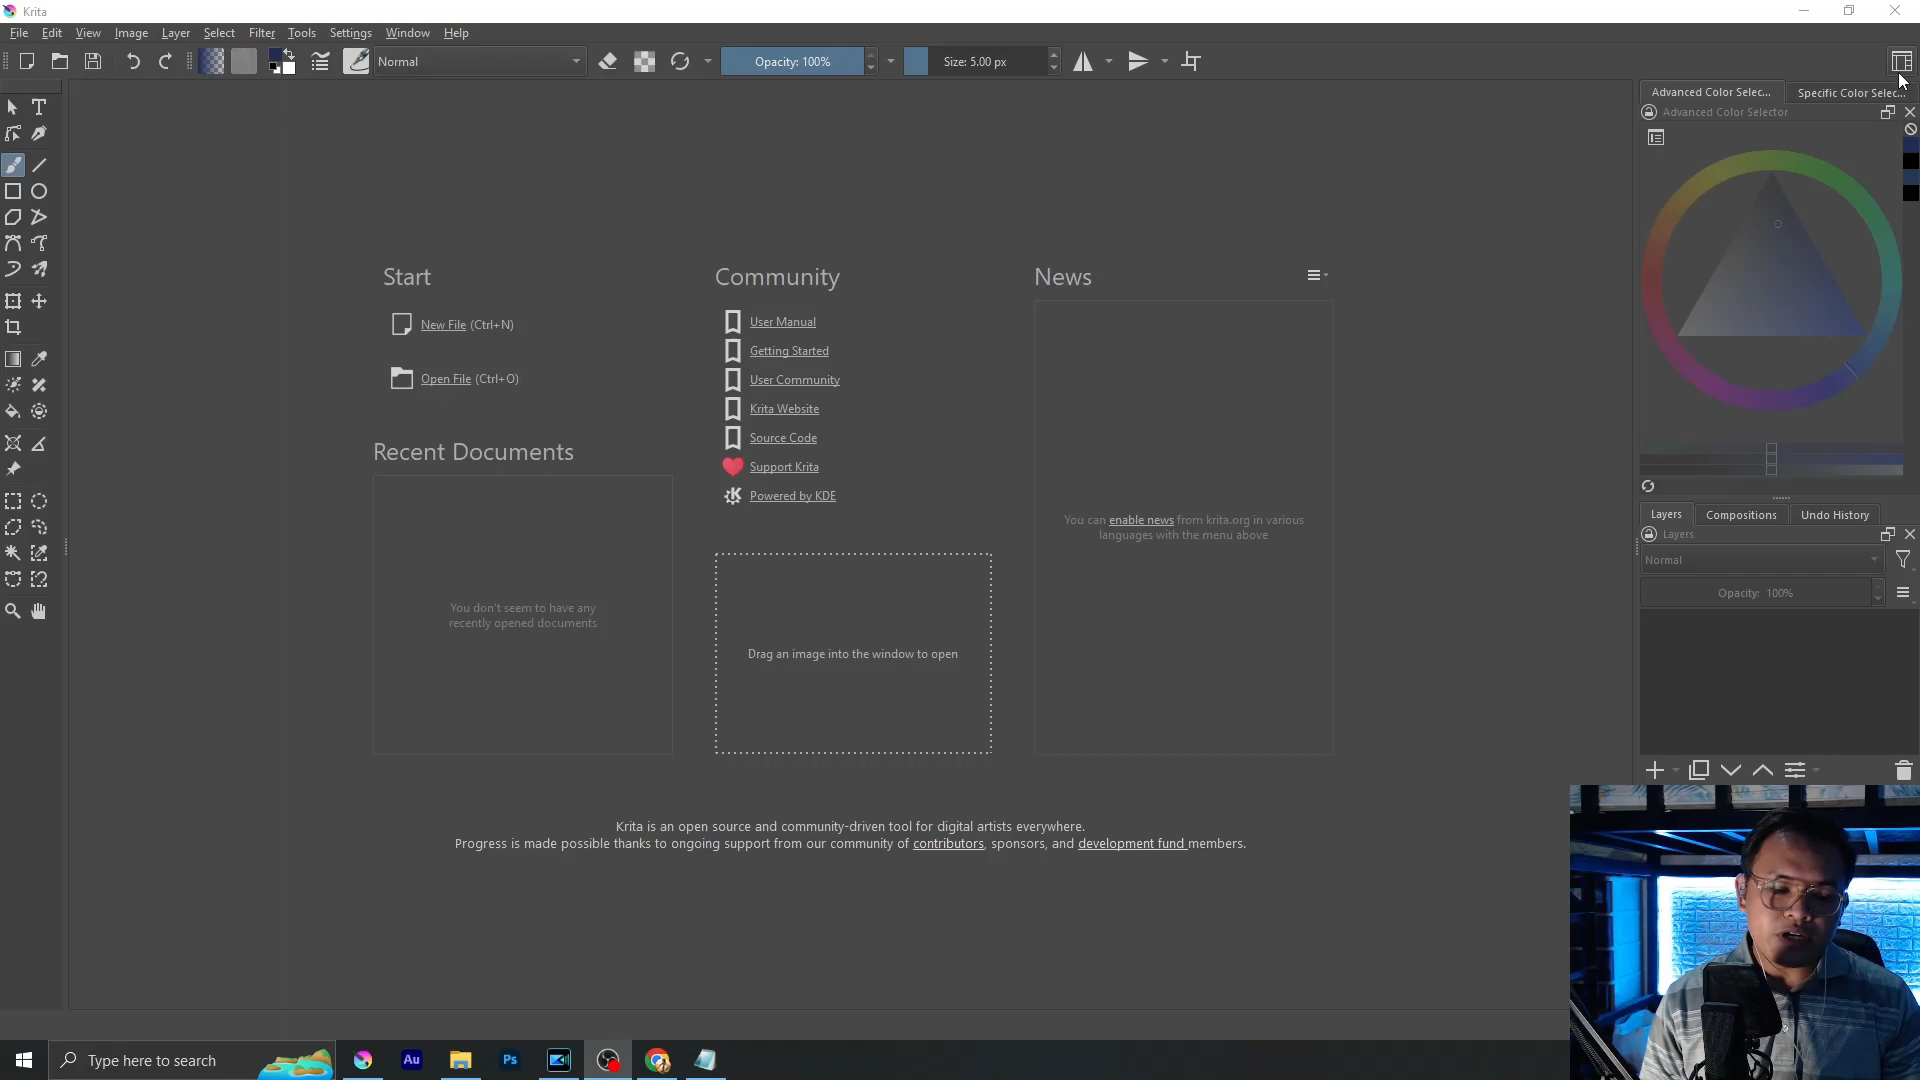 Krita
File Edit View Image Layer Select Filter Tools Settings Window Help
Normal
Opacity: 100%
Size: 5.00 px
Advanced Color Selec... Specific Color Selec...
Advanced Color Selector
Start
New File (Ctrl+N)
Open File (Ctrl+O)
Recent Documents
You don't seem to have any
recently opened documents
Community
User Manual
Getting Started
User Community
Krita Website
Source Code
Support Krita
Powered by KDE
Drag an image into the window to open
News
You can enable news from krita.org in various
languages with the menu above
Layers Compositions Undo History
Layers
Normal
Opacity: 100%
Krita is an open source and community-driven tool for digital artists everywhere.
Progress is made possible thanks to ongoing support from our community of contributors, sponsors, and development fund members.
Type here to search
Au
Ps